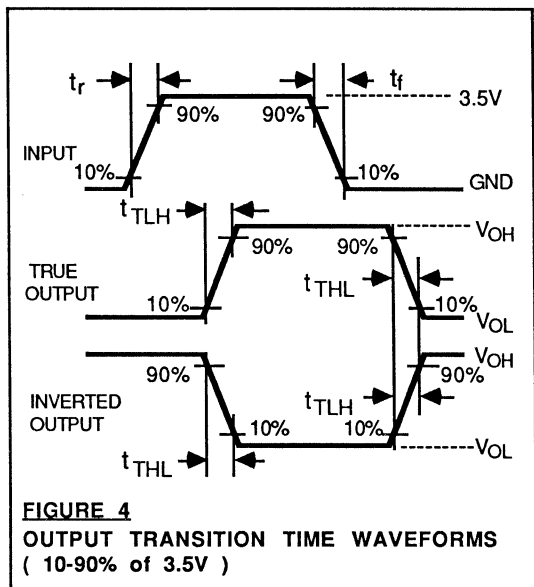 tr
tf
3.5V
90% 90%
INPUT
10% 10%
GND
tTLH
VOH
90% 90%
TRUE
OUTPUT
tTHL
10% 10%
VOL
VOH
90% 90%
INVERTED
OUTPUT
tTLH
10% 10%
VOL
tTHL
FIGURE 4
OUTPUT TRANSITION TIME WAVEFORMS
( 10-90% of 3.5V )